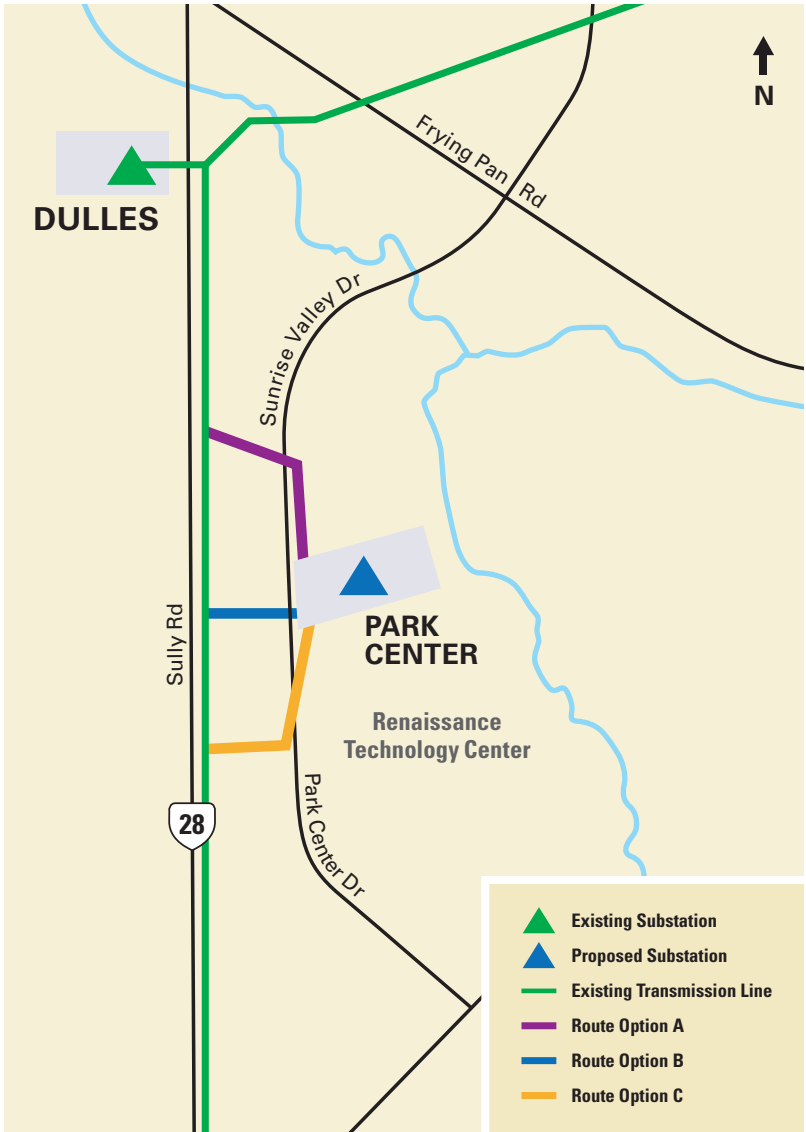 N
Frying Pan Rd
DULLES
Sunrise Valley Dr
Sully Rd
PARK
CENTER
Renaissance
Technology Center
Park Center Dr
28
Existing Substation
Proposed Substation
Existing Transmission Line
Route Option A
Route Option B
Route Option C